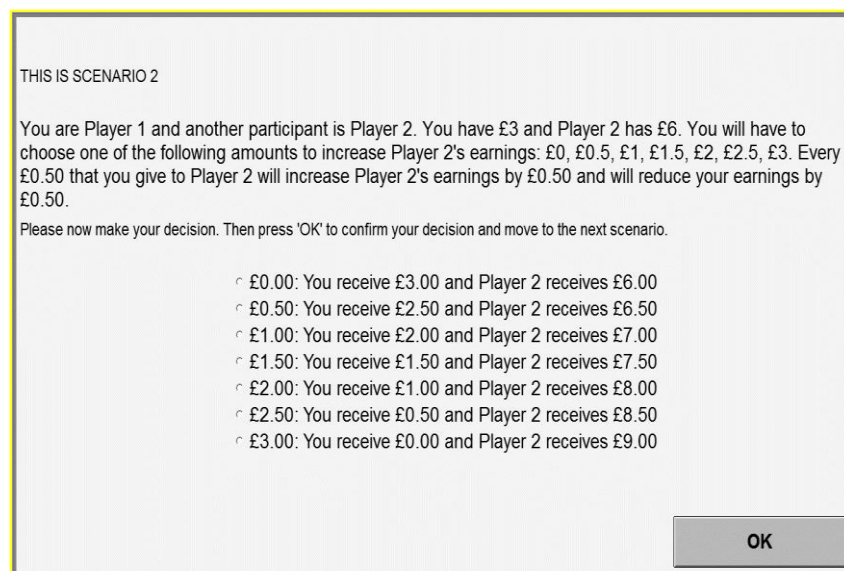 THIS IS SCENARIO 2
You are Player 1 and another participant is Player 2. You have £3 and Player 2 has £6. You will have to
choose one of the following amounts to increase Player 2's earnings: £0, £0.5, £1, £1.5, £2, £2.5, £3. Every
£0.50 that you give to Player 2 will increase Player 2's earnings by £0.50 and will reduce your earnings by
£0.50.
Please now make your decision. Then press 'OK' to confirm your decision and move to the next scenario.
£0.00: You receive £3.00 and Player 2 receives £6.00
£0.50: You receive £2.50 and Player 2 receives £6.50
£1.00: You receive £2.00 and Player 2 receives £7.00
£1.50: You receive £1.50 and Player 2 receives £7.50
£2.00: You receive £1.00 and Player 2 receives £8.00
£2.50: You receive £0.50 and Player 2 receives £8.50
£3.00: You receive £0.00 and Player 2 receives £9.00
OK